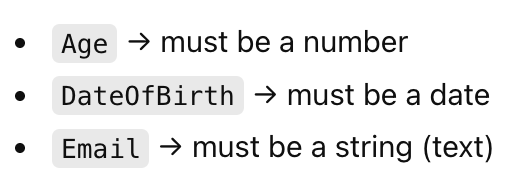 • Age → must be a number
• DateOfBirth → must be a date
• Email → must be a string (text)